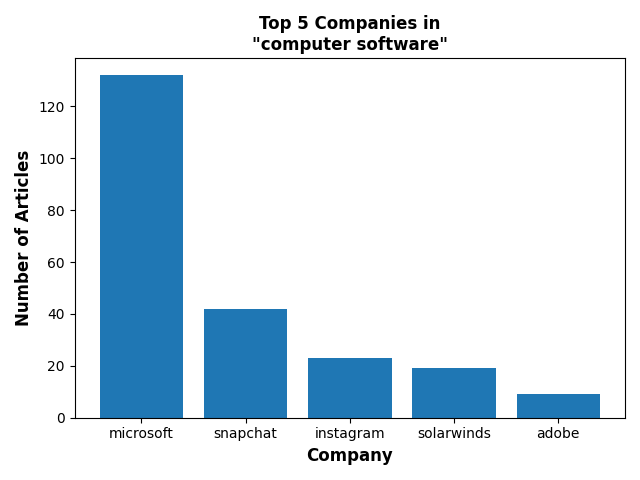 Top 5 Companies in
"computer software"
Number of Articles
120
100
80
60
40
20
0
microsoft snapchat instagram solarwinds adobe
Company